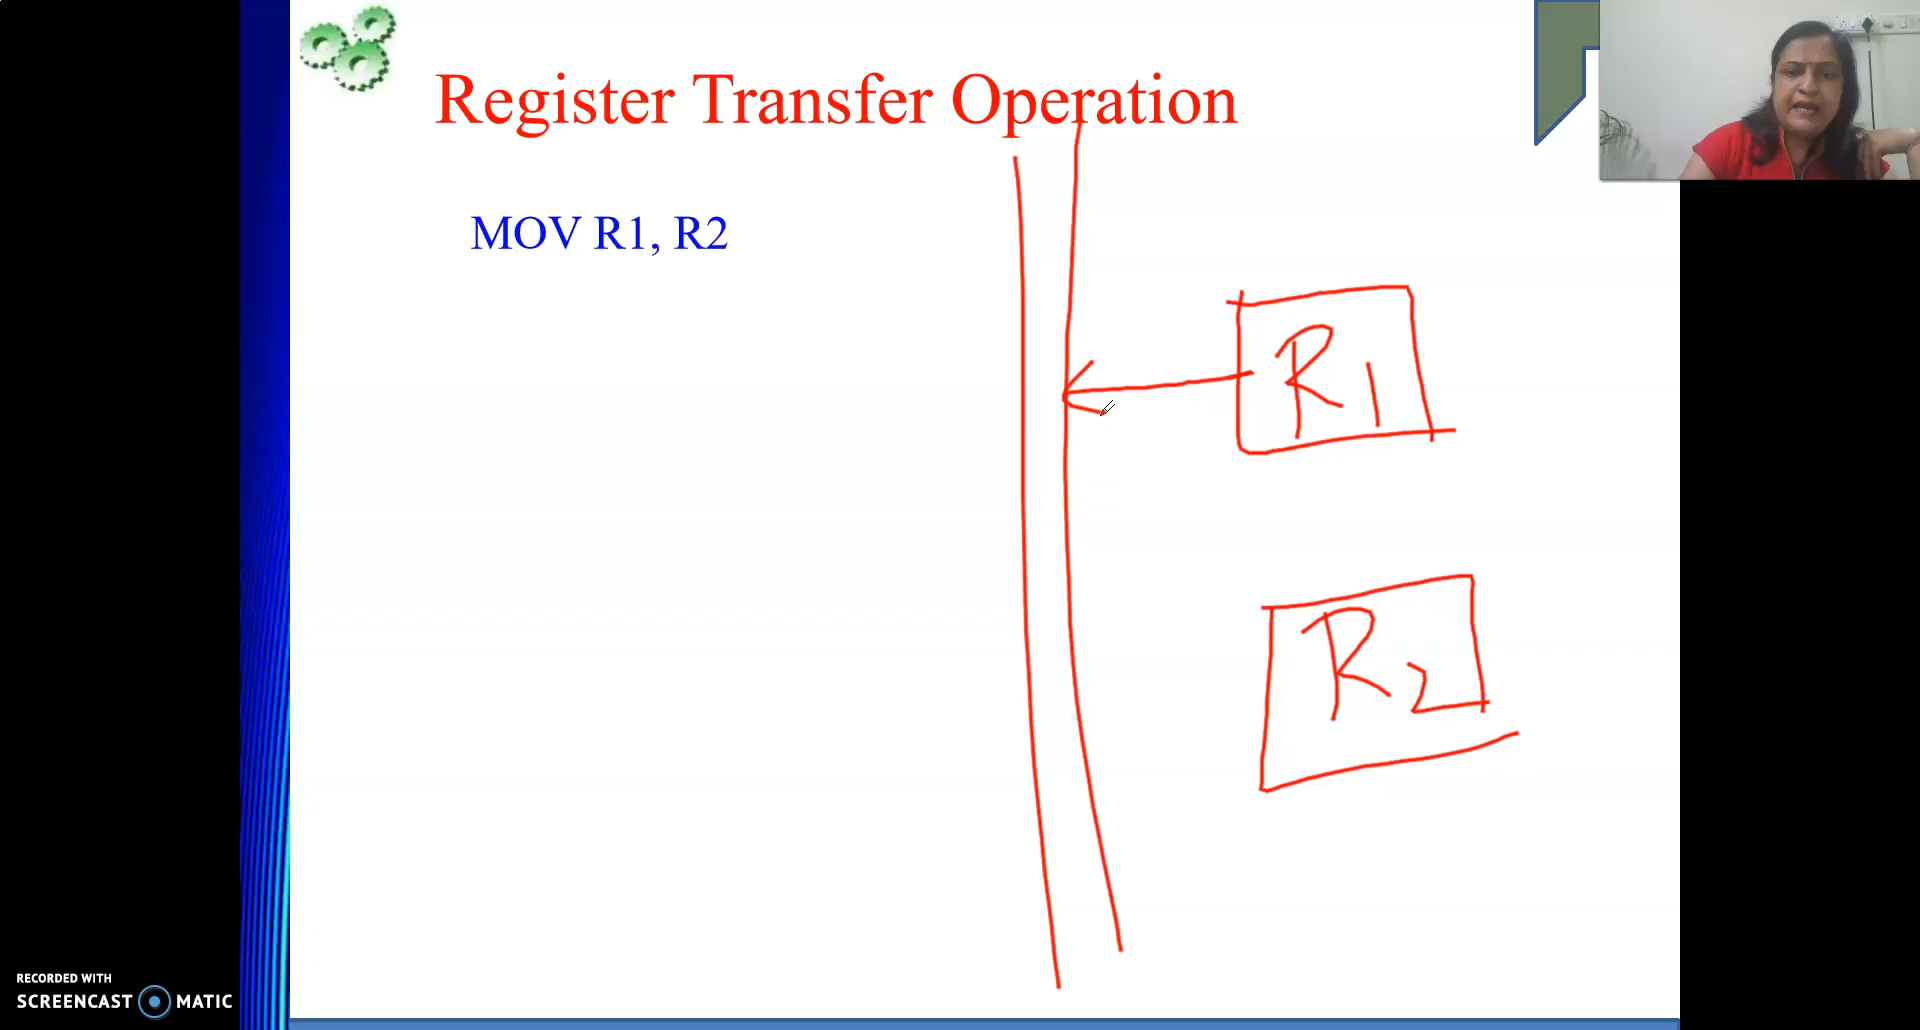 Register Transfer Operation
MOV R1, R2
R1
R2
RECORDED WITH
SCREENCAST MATIC